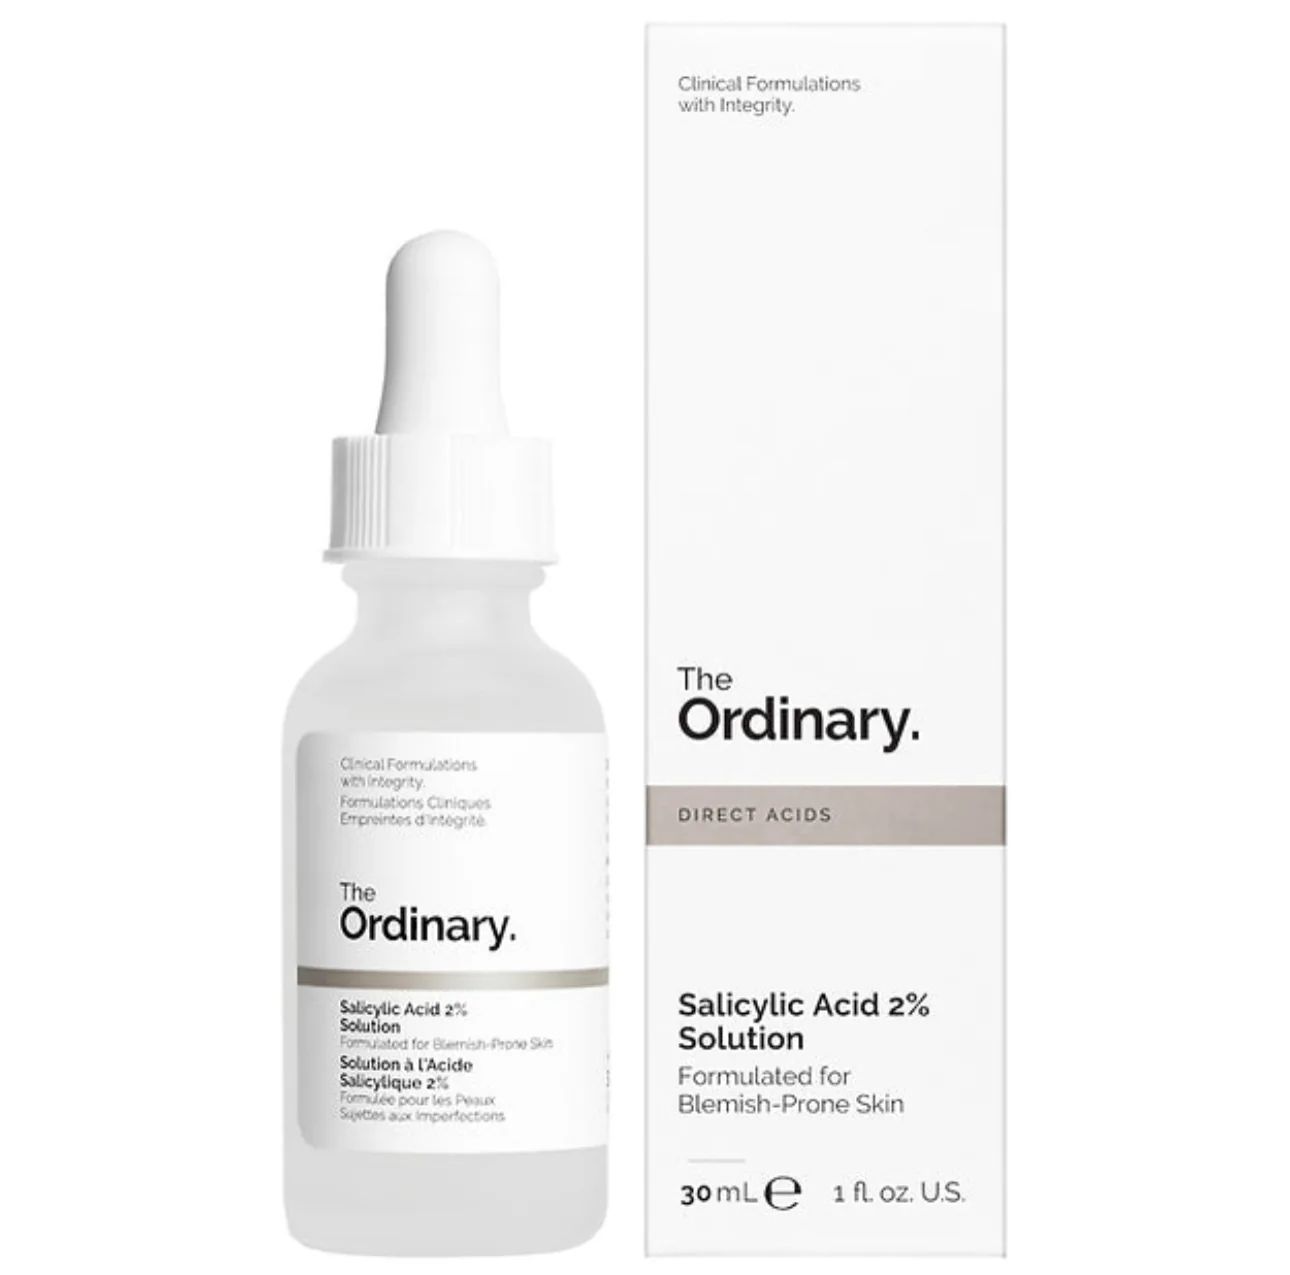 Clinical Formulations
with Integrity.
Formulations Cliniques
Empreintes d'Intégrité.
The
Ordinary.
Salicylic Acid 2%
Solution
Formulated for Blemish-Prone Skin
Solution à l'Acide
Salicylique 2%
Formulée pour les Peaux
Sujettes aux Imperfections
Clinical Formulations
with Integrity.
The
Ordinary.
DIRECT ACIDS
Salicylic Acid 2%
Solution
Formulated for
Blemish-Prone Skin
30 mL ℮ 1 fl. oz. U.S.